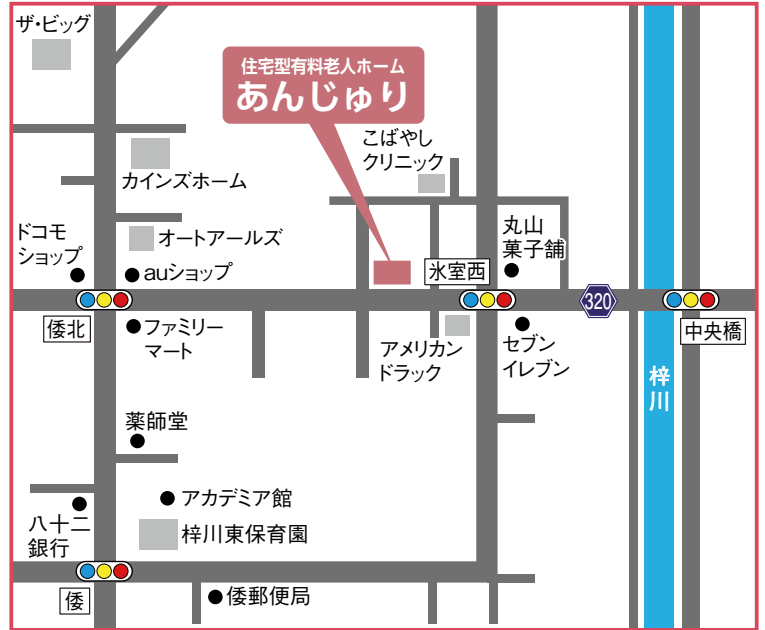 ザ・ビッグ
住宅型有料老人ホーム
あんじゅり
こばやし
クリニック
カインズホーム
ドコモ
ショップ
オートアールズ
auショップ
丸山
菓子舗
氷室西
320
倭北
ファミリー
マート
アメリカン
ドラック
セブン
イレブン
中央橋
梓川
薬師堂
アカデミア館
八十二
銀行
梓川東保育園
倭
倭郵便局